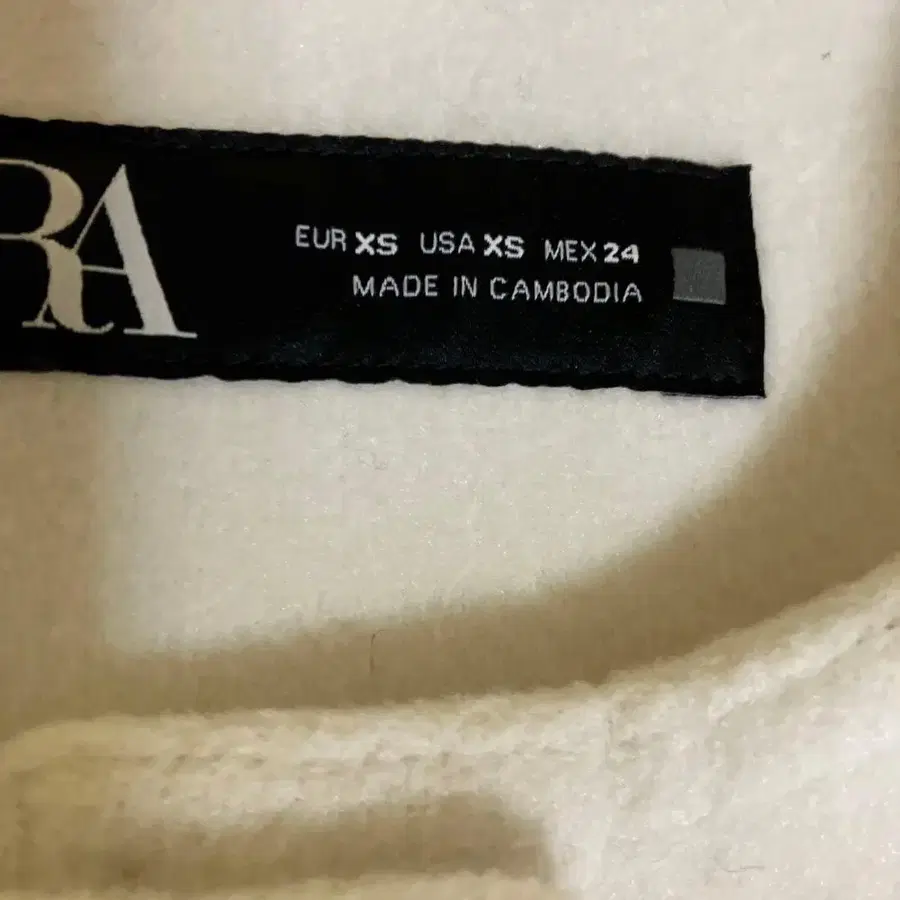 RA
EUR XS USA XS MEX 24
MADE IN CAMBODIA